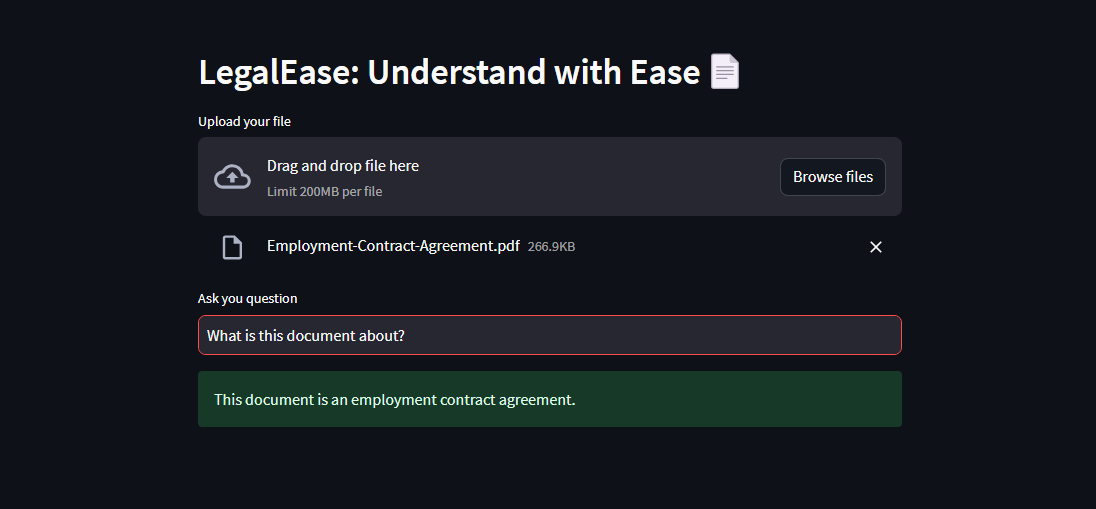 LegalEase: Understand with Ease
Upload your file
Drag and drop file here
Limit 200MB per file
Browse files
Employment-Contract-Agreement.pdf 266.9KB
Ask you question
What is this document about?
This document is an employment contract agreement.